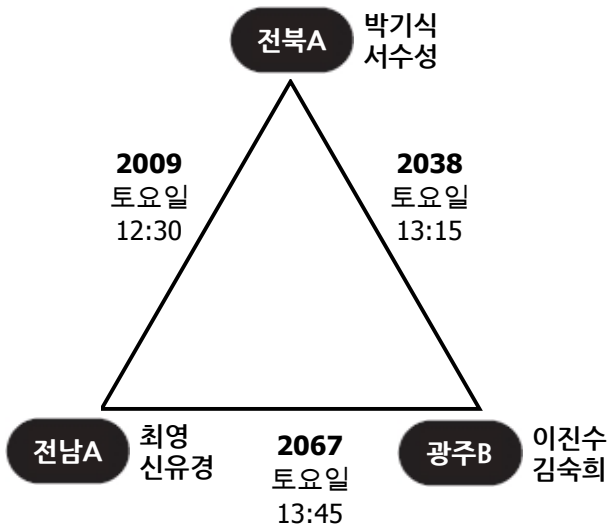 전북A
박기식
서수성
2009
토요일
12:30
2038
토요일
13:15
전남A
최영
신유경
2067
토요일
13:45
광주B
이진수
김숙희